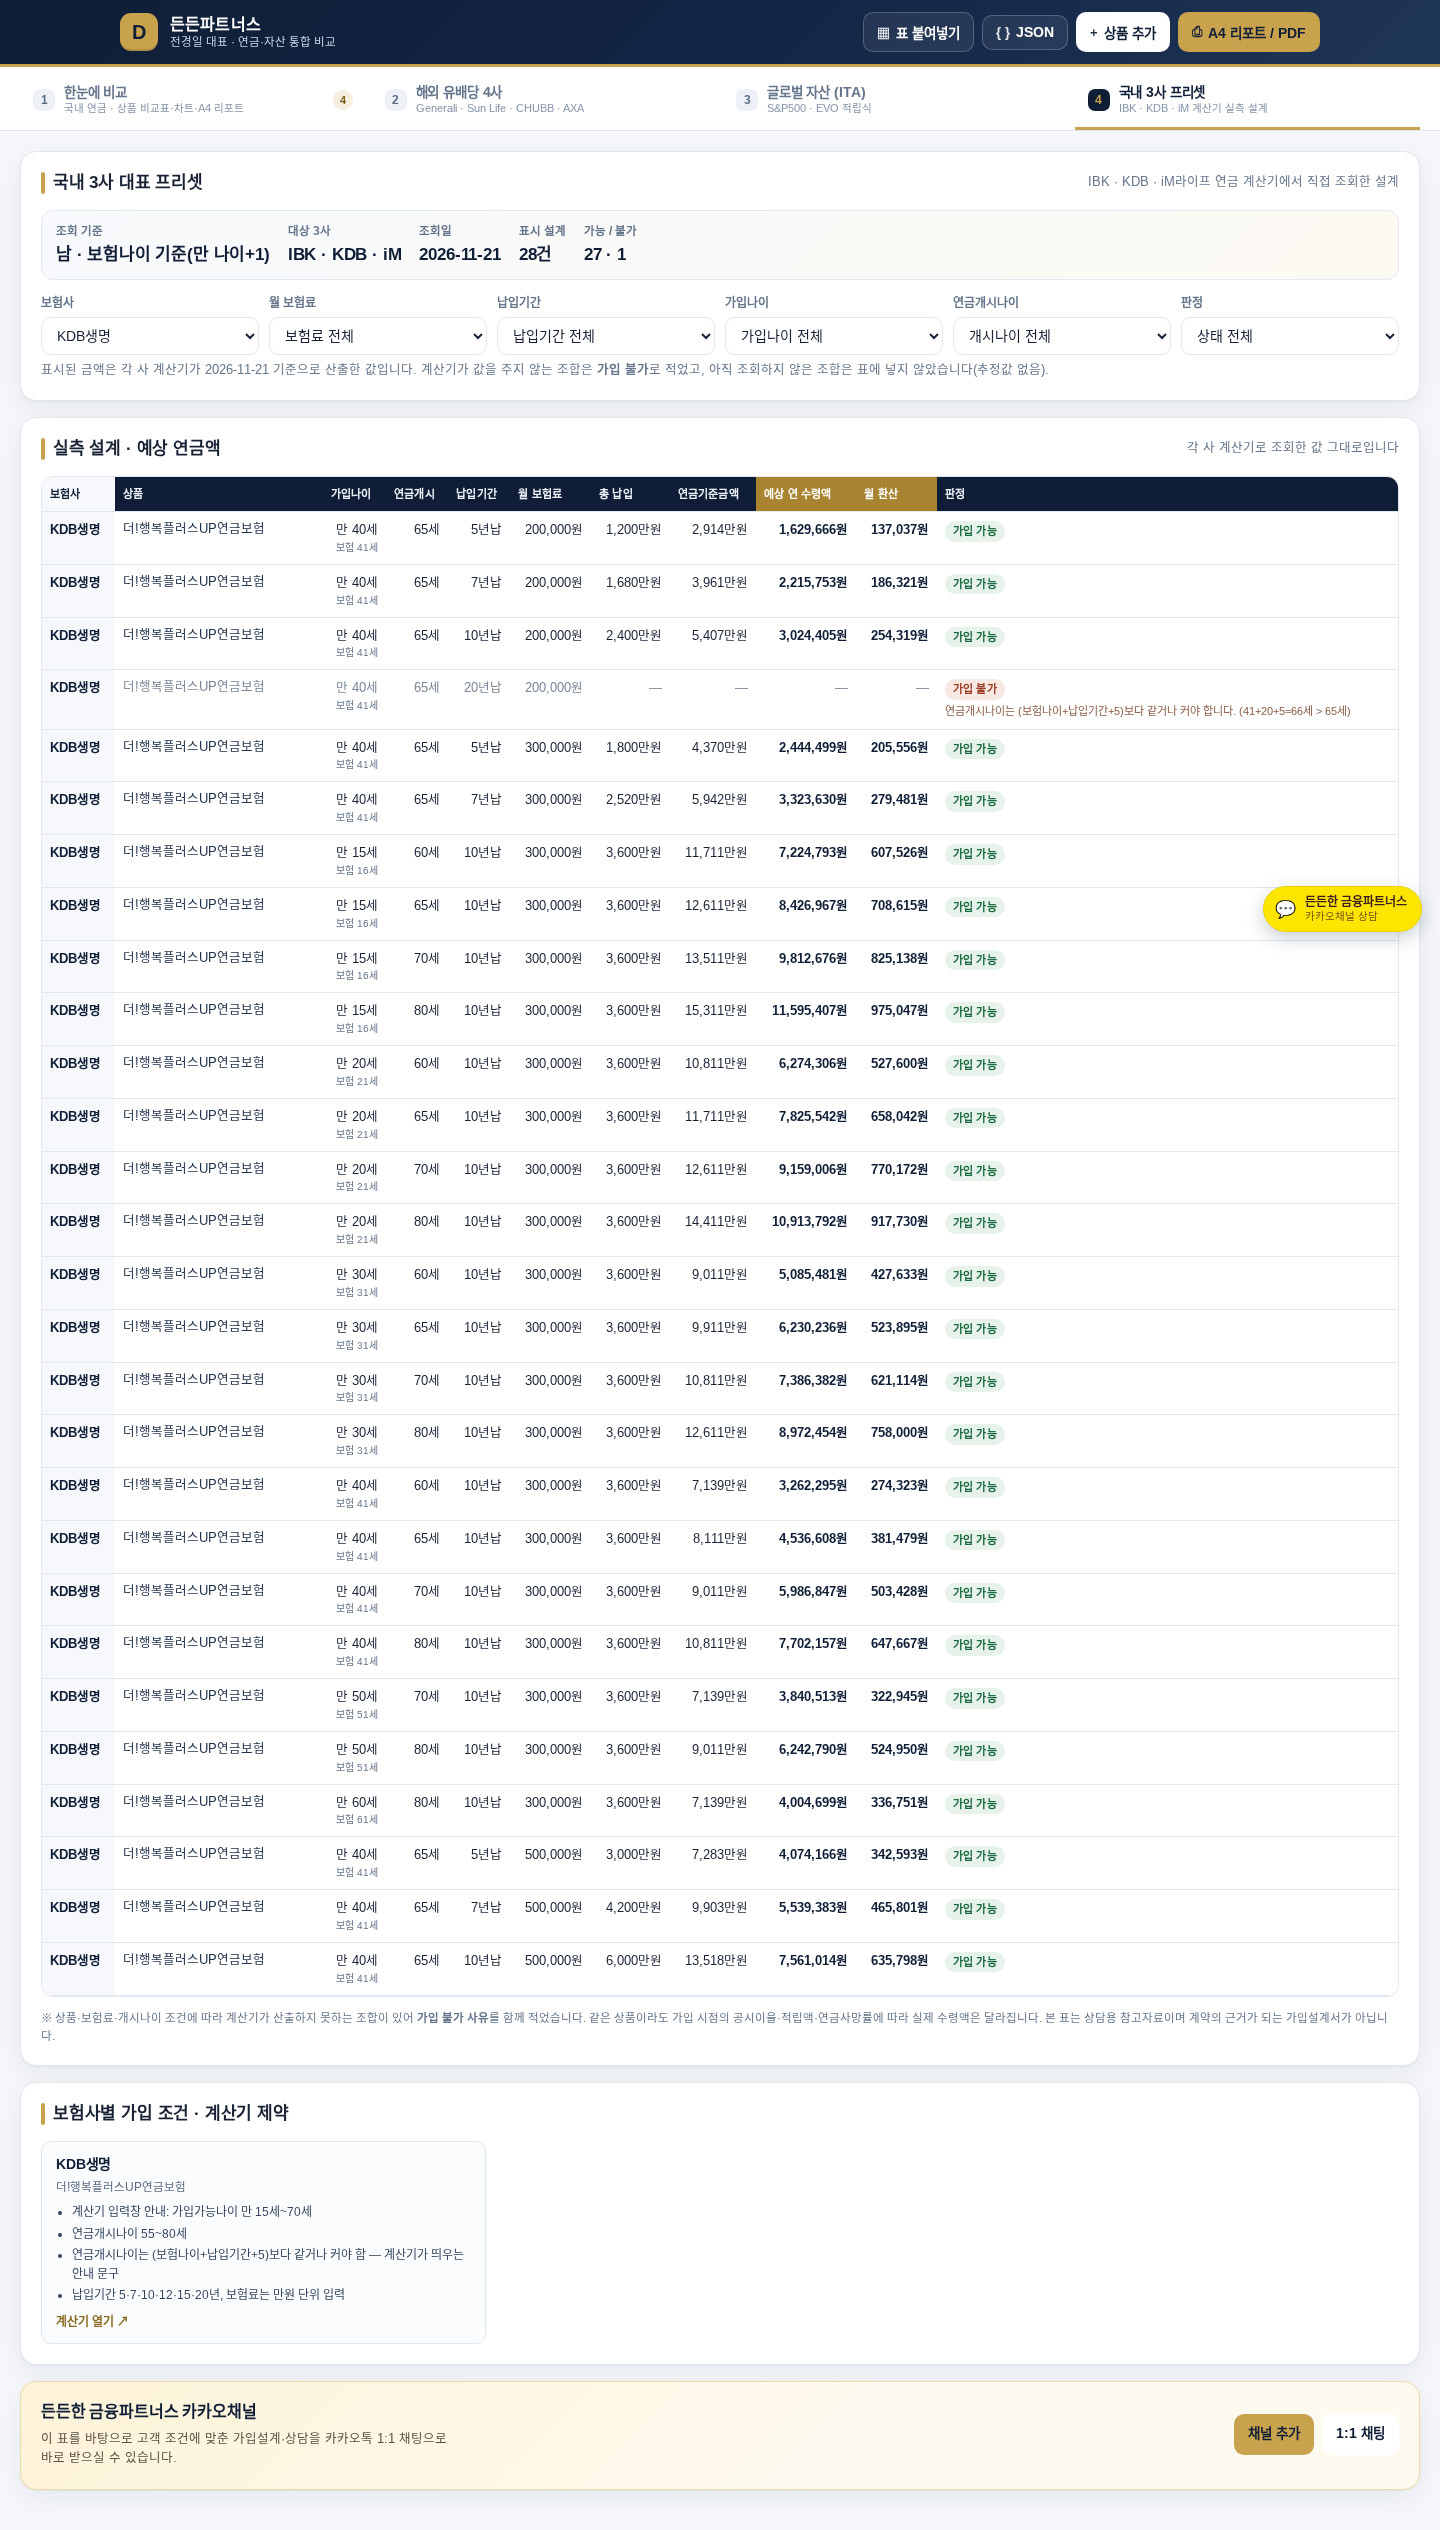 D
든든파트너스
전경일 대표 · 연금·자산 통합 비교
▦ 표 붙여넣기
{ } JSON
+ 상품 추가
⎙ A4 리포트 / PDF
1 한눈에 비교 4
국내 연금 · 상품 비교표·차트·A4 리포트
2 해외 유배당 4사
Generali · Sun Life · CHUBB · AXA
3 글로벌 자산 (ITA)
S&P500 · EVO 적립식
4 국내 3사 프리셋
IBK · KDB · iM 계산기 실측 설계
국내 3사 대표 프리셋
IBK · KDB · iM라이프 연금 계산기에서 직접 조회한 설계
조회 기준 대상 3사 조회일 표시 설계 가능 / 불가
남 · 보험나이 기준(만 나이+1) IBK · KDB · iM 2026-11-21 28건 27 · 1
보험사 월 보험료 납입기간 가입나이 연금개시나이 판정
KDB생명 보험료 전체 납입기간 전체 가입나이 전체 개시나이 전체 상태 전체
표시된 금액은 각 사 계산기가 2026-11-21 기준으로 산출한 값입니다. 계산기가 값을 주지 않는 조합은 가입 불가로 적었고, 아직 조회하지 않은 조합은 표에 넣지 않았습니다(추정값 없음).
실측 설계 · 예상 연금액
각 사 계산기로 조회한 값 그대로입니다
보험사 상품 가입나이 연금개시 납입기간 월 보험료 총 납입 연금기준금액 예상 연 수령액 월 환산 판정
KDB생명 더!행복플러스UP연금보험 만 40세 65세 5년납 200,000원 1,200만원 2,914만원 1,629,666원 137,037원 가입 가능
보험 41세
KDB생명 더!행복플러스UP연금보험 만 40세 65세 7년납 200,000원 1,680만원 3,961만원 2,215,753원 186,321원 가입 가능
보험 41세
KDB생명 더!행복플러스UP연금보험 만 40세 65세 10년납 200,000원 2,400만원 5,407만원 3,024,405원 254,319원 가입 가능
보험 41세
KDB생명 더!행복플러스UP연금보험 만 40세 65세 20년납 200,000원 — — — — 가입 불가
보험 41세 연금개시나이는 (보험나이+납입기간+5)보다 같거나 커야 합니다. (41+20+5=66세 > 65세)
KDB생명 더!행복플러스UP연금보험 만 40세 65세 5년납 300,000원 1,800만원 4,370만원 2,444,499원 205,556원 가입 가능
보험 41세
KDB생명 더!행복플러스UP연금보험 만 40세 65세 7년납 300,000원 2,520만원 5,942만원 3,323,630원 279,481원 가입 가능
보험 41세
KDB생명 더!행복플러스UP연금보험 만 15세 60세 10년납 300,000원 3,600만원 11,711만원 7,224,793원 607,526원 가입 가능
보험 16세
KDB생명 더!행복플러스UP연금보험 만 15세 65세 10년납 300,000원 3,600만원 12,611만원 8,426,967원 708,615원 가입 가능
보험 16세
💬 든든한 금융파트너스
카카오채널 상담
KDB생명 더!행복플러스UP연금보험 만 15세 70세 10년납 300,000원 3,600만원 13,511만원 9,812,676원 825,138원 가입 가능
보험 16세
KDB생명 더!행복플러스UP연금보험 만 15세 80세 10년납 300,000원 3,600만원 15,311만원 11,595,407원 975,047원 가입 가능
보험 16세
KDB생명 더!행복플러스UP연금보험 만 20세 60세 10년납 300,000원 3,600만원 10,811만원 6,274,306원 527,600원 가입 가능
보험 21세
KDB생명 더!행복플러스UP연금보험 만 20세 65세 10년납 300,000원 3,600만원 11,711만원 7,825,542원 658,042원 가입 가능
보험 21세
KDB생명 더!행복플러스UP연금보험 만 20세 70세 10년납 300,000원 3,600만원 12,611만원 9,159,006원 770,172원 가입 가능
보험 21세
KDB생명 더!행복플러스UP연금보험 만 20세 80세 10년납 300,000원 3,600만원 14,411만원 10,913,792원 917,730원 가입 가능
보험 21세
KDB생명 더!행복플러스UP연금보험 만 30세 60세 10년납 300,000원 3,600만원 9,011만원 5,085,481원 427,633원 가입 가능
보험 31세
KDB생명 더!행복플러스UP연금보험 만 30세 65세 10년납 300,000원 3,600만원 9,911만원 6,230,236원 523,895원 가입 가능
보험 31세
KDB생명 더!행복플러스UP연금보험 만 30세 70세 10년납 300,000원 3,600만원 10,811만원 7,386,382원 621,114원 가입 가능
보험 31세
KDB생명 더!행복플러스UP연금보험 만 30세 80세 10년납 300,000원 3,600만원 12,611만원 8,972,454원 758,000원 가입 가능
보험 31세
KDB생명 더!행복플러스UP연금보험 만 40세 60세 10년납 300,000원 3,600만원 7,139만원 3,262,295원 274,323원 가입 가능
보험 41세
KDB생명 더!행복플러스UP연금보험 만 40세 65세 10년납 300,000원 3,600만원 8,111만원 4,536,608원 381,479원 가입 가능
보험 41세
KDB생명 더!행복플러스UP연금보험 만 40세 70세 10년납 300,000원 3,600만원 9,011만원 5,986,847원 503,428원 가입 가능
보험 41세
KDB생명 더!행복플러스UP연금보험 만 40세 80세 10년납 300,000원 3,600만원 10,811만원 7,702,157원 647,667원 가입 가능
보험 41세
KDB생명 더!행복플러스UP연금보험 만 50세 70세 10년납 300,000원 3,600만원 7,139만원 3,840,513원 322,945원 가입 가능
보험 51세
KDB생명 더!행복플러스UP연금보험 만 50세 80세 10년납 300,000원 3,600만원 9,011만원 6,242,790원 524,950원 가입 가능
보험 51세
KDB생명 더!행복플러스UP연금보험 만 60세 80세 10년납 300,000원 3,600만원 7,139만원 4,004,699원 336,751원 가입 가능
보험 61세
KDB생명 더!행복플러스UP연금보험 만 40세 65세 5년납 500,000원 3,000만원 7,283만원 4,074,166원 342,593원 가입 가능
보험 41세
KDB생명 더!행복플러스UP연금보험 만 40세 65세 7년납 500,000원 4,200만원 9,903만원 5,539,383원 465,801원 가입 가능
보험 41세
KDB생명 더!행복플러스UP연금보험 만 40세 65세 10년납 500,000원 6,000만원 13,518만원 7,561,014원 635,798원 가입 가능
보험 41세
※ 상품·보험료·개시나이 조건에 따라 계산기가 산출하지 못하는 조합이 있어 가입 불가 사유를 함께 적었습니다. 같은 상품이라도 가입 시점의 공시이율·적립액·연금사망률에 따라 실제 수령액은 달라집니다. 본 표는 상담용 참고자료이며 계약의 근거가 되는 가입설계서가 아닙니
다.
보험사별 가입 조건 · 계산기 제약
KDB생명
더!행복플러스UP연금보험
• 계산기 입력창 안내: 가입가능나이 만 15세~70세
• 연금개시나이 55~80세
• 연금개시나이는 (보험나이+납입기간+5)보다 같거나 커야 함 — 계산기가 띄우는
안내 문구
• 납입기간 5·7·10·12·15·20년, 보험료는 만원 단위 입력
계산기 열기 ↗
든든한 금융파트너스 카카오채널
이 표를 바탕으로 고객 조건에 맞춘 가입설계·상담을 카카오톡 1:1 채팅으로
바로 받으실 수 있습니다.
채널 추가
1:1 채팅